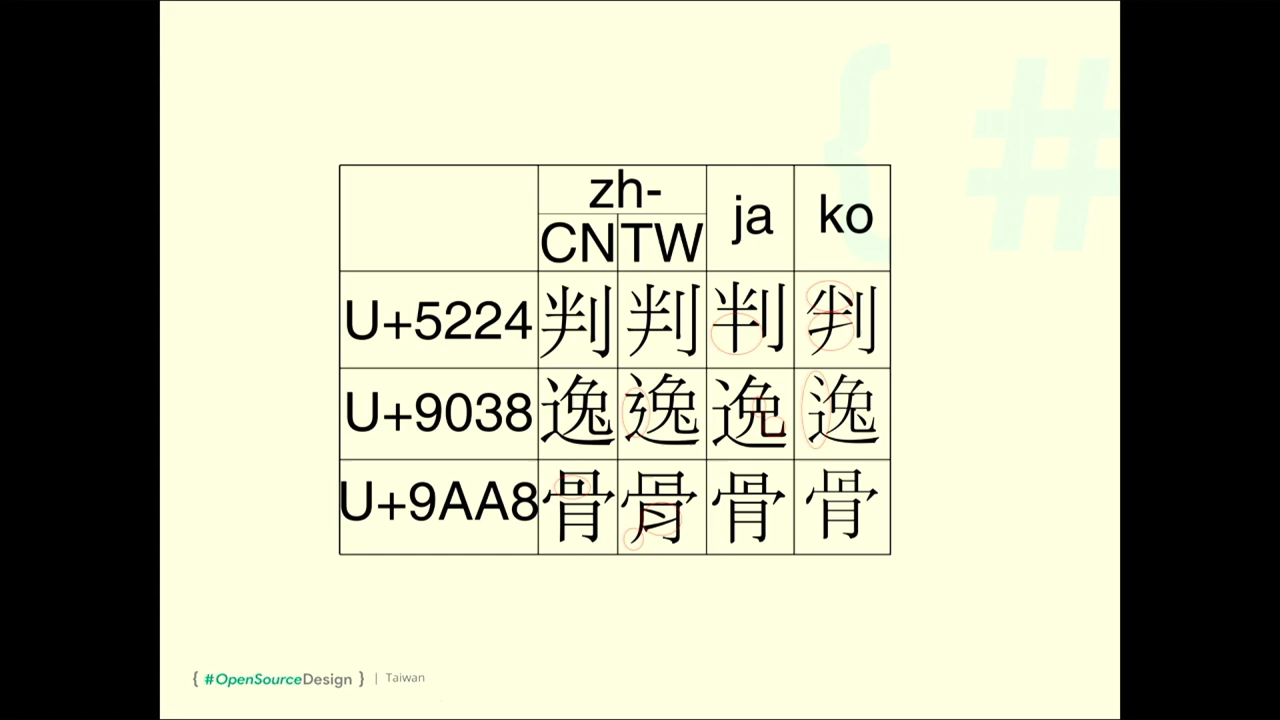 zh-
CN TW ja ko
U+5224 判 判 判 判
U+9038 逸 逸 逸 逸
U+9AA8 骨 骨 骨 骨
{ #OpenSourceDesign } | Taiwan
{ #